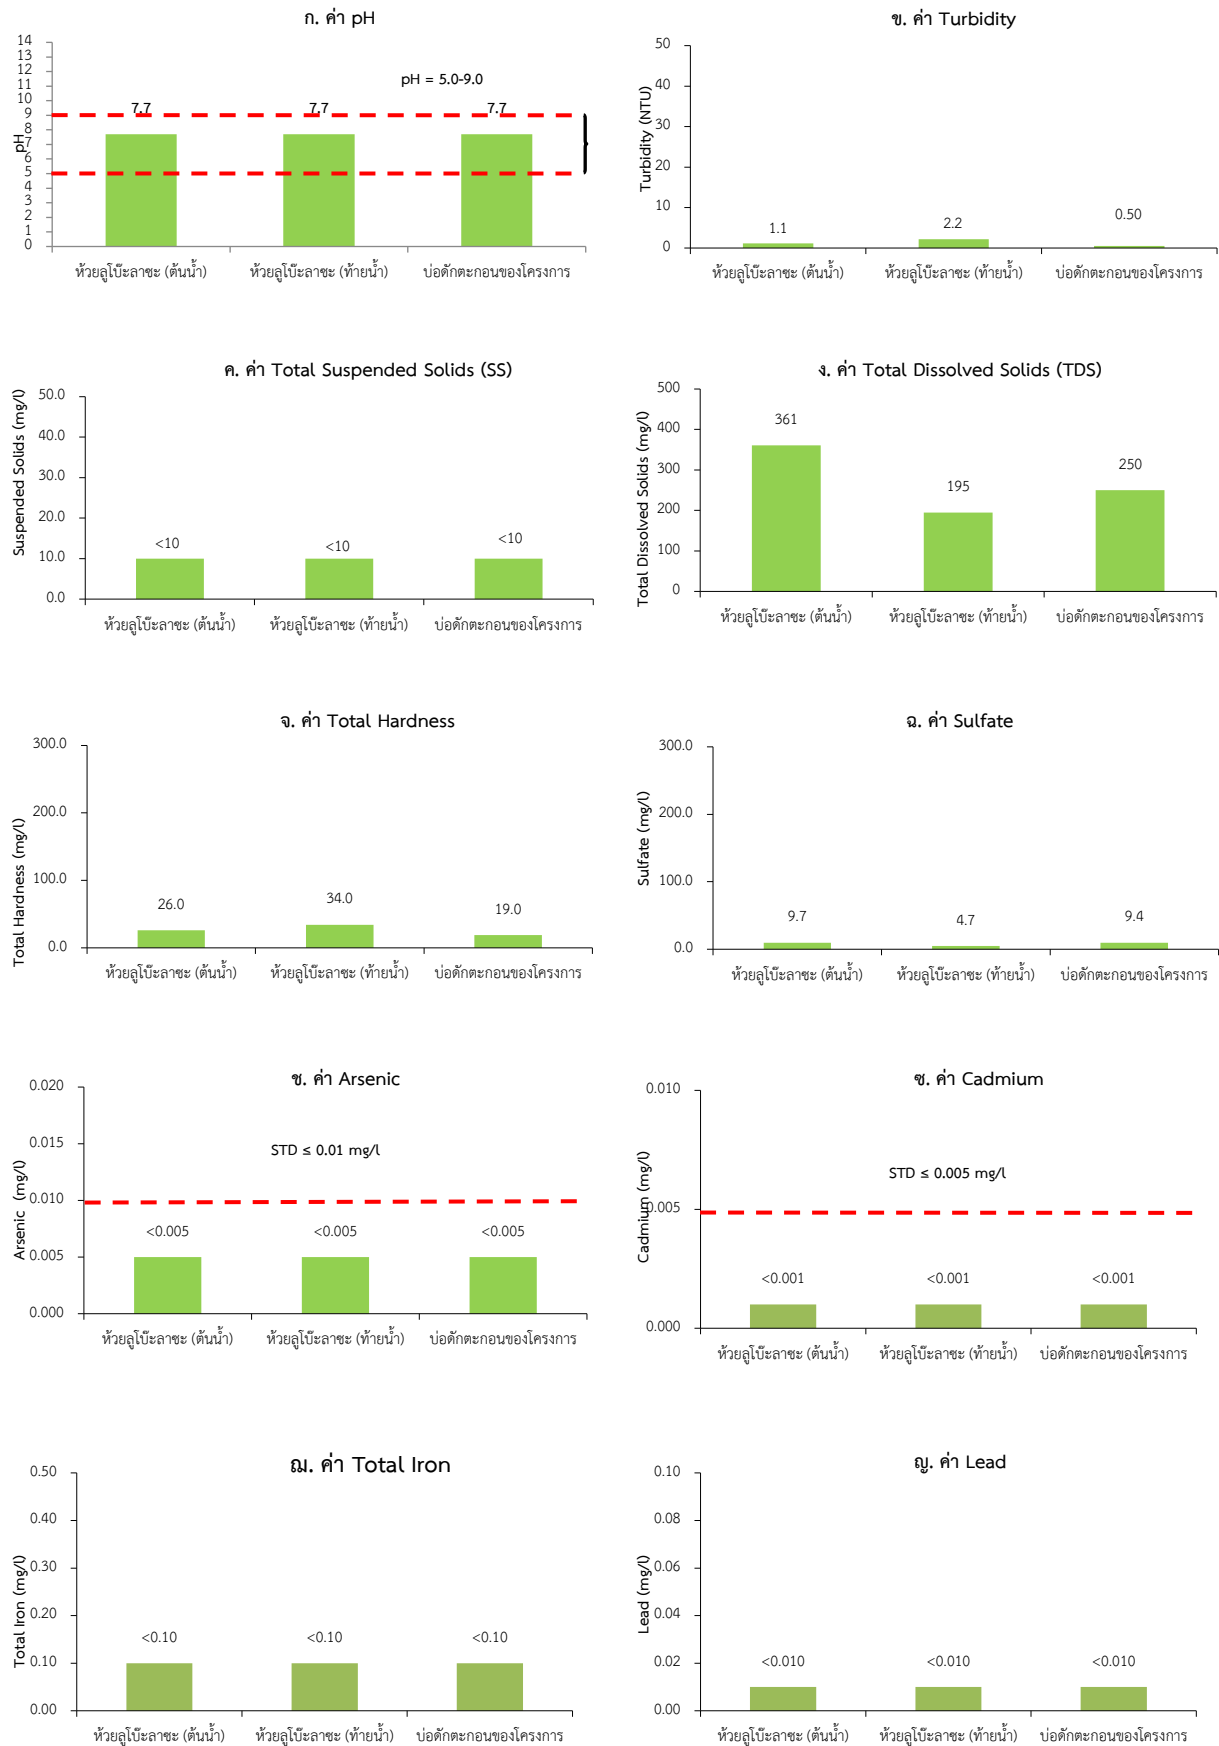 ก. ค่า pH
pH
14
13
12
11
10
9
8
7
6
5
4
3
2
1
0
pH = 5.0-9.0
7.7
7.7
7.7
ห้วยลูโบ๊ะลาซะ (ต้นน้ำ)
ห้วยลูโบ๊ะลาซะ (ท้ายน้ำ)
บ่อดักตะกอนของโครงการ
ข. ค่า Turbidity
Turbidity (NTU)
50
40
30
20
10
0
1.1
2.2
0.50
ห้วยลูโบ๊ะลาซะ (ต้นน้ำ)
ห้วยลูโบ๊ะลาซะ (ท้ายน้ำ)
บ่อดักตะกอนของโครงการ
ค. ค่า Total Suspended Solids (SS)
Suspended Solids (mg/l)
50.0
40.0
30.0
20.0
10.0
0.0
<10
<10
<10
ห้วยลูโบ๊ะลาซะ (ต้นน้ำ)
ห้วยลูโบ๊ะลาซะ (ท้ายน้ำ)
บ่อดักตะกอนของโครงการ
ง. ค่า Total Dissolved Solids (TDS)
Total Dissolved Solids (mg/l)
500
400
300
200
100
0
361
195
250
ห้วยลูโบ๊ะลาซะ (ต้นน้ำ)
ห้วยลูโบ๊ะลาซะ (ท้ายน้ำ)
บ่อดักตะกอนของโครงการ
จ. ค่า Total Hardness
Total Hardness (mg/l)
300.0
200.0
100.0
0.0
26.0
34.0
19.0
ห้วยลูโบ๊ะลาซะ (ต้นน้ำ)
ห้วยลูโบ๊ะลาซะ (ท้ายน้ำ)
บ่อดักตะกอนของโครงการ
ฉ. ค่า Sulfate
Sulfate (mg/l)
300.0
200.0
100.0
0.0
9.7
4.7
9.4
ห้วยลูโบ๊ะลาซะ (ต้นน้ำ)
ห้วยลูโบ๊ะลาซะ (ท้ายน้ำ)
บ่อดักตะกอนของโครงการ
ช. ค่า Arsenic
Arsenic (mg/l)
0.020
0.015
0.010
0.005
0.000
STD ≤ 0.01 mg/l
<0.005
<0.005
<0.005
ห้วยลูโบ๊ะลาซะ (ต้นน้ำ)
ห้วยลูโบ๊ะลาซะ (ท้ายน้ำ)
บ่อดักตะกอนของโครงการ
ซ. ค่า Cadmium
Cadmium (mg/l)
0.010
0.005
0.000
STD ≤ 0.005 mg/l
<0.001
<0.001
<0.001
ห้วยลูโบ๊ะลาซะ (ต้นน้ำ)
ห้วยลูโบ๊ะลาซะ (ท้ายน้ำ)
บ่อดักตะกอนของโครงการ
ฌ. ค่า Total Iron
Total Iron (mg/l)
0.50
0.40
0.30
0.20
0.10
0.00
<0.10
<0.10
<0.10
ห้วยลูโบ๊ะลาซะ (ต้นน้ำ)
ห้วยลูโบ๊ะลาซะ (ท้ายน้ำ)
บ่อดักตะกอนของโครงการ
ญ. ค่า Lead
Lead (mg/l)
0.10
0.08
0.06
0.04
0.02
0.00
<0.010
<0.010
<0.010
ห้วยลูโบ๊ะลาซะ (ต้นน้ำ)
ห้วยลูโบ๊ะลาซะ (ท้ายน้ำ)
บ่อดักตะกอนของโครงการ